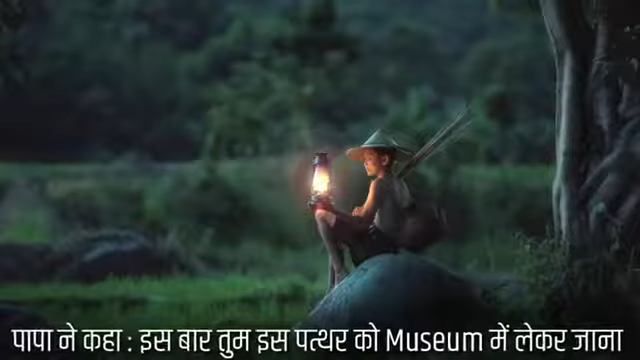 पापा ने कहा : इस बार तुम इस पत्थर को Museum में लेकर जाना